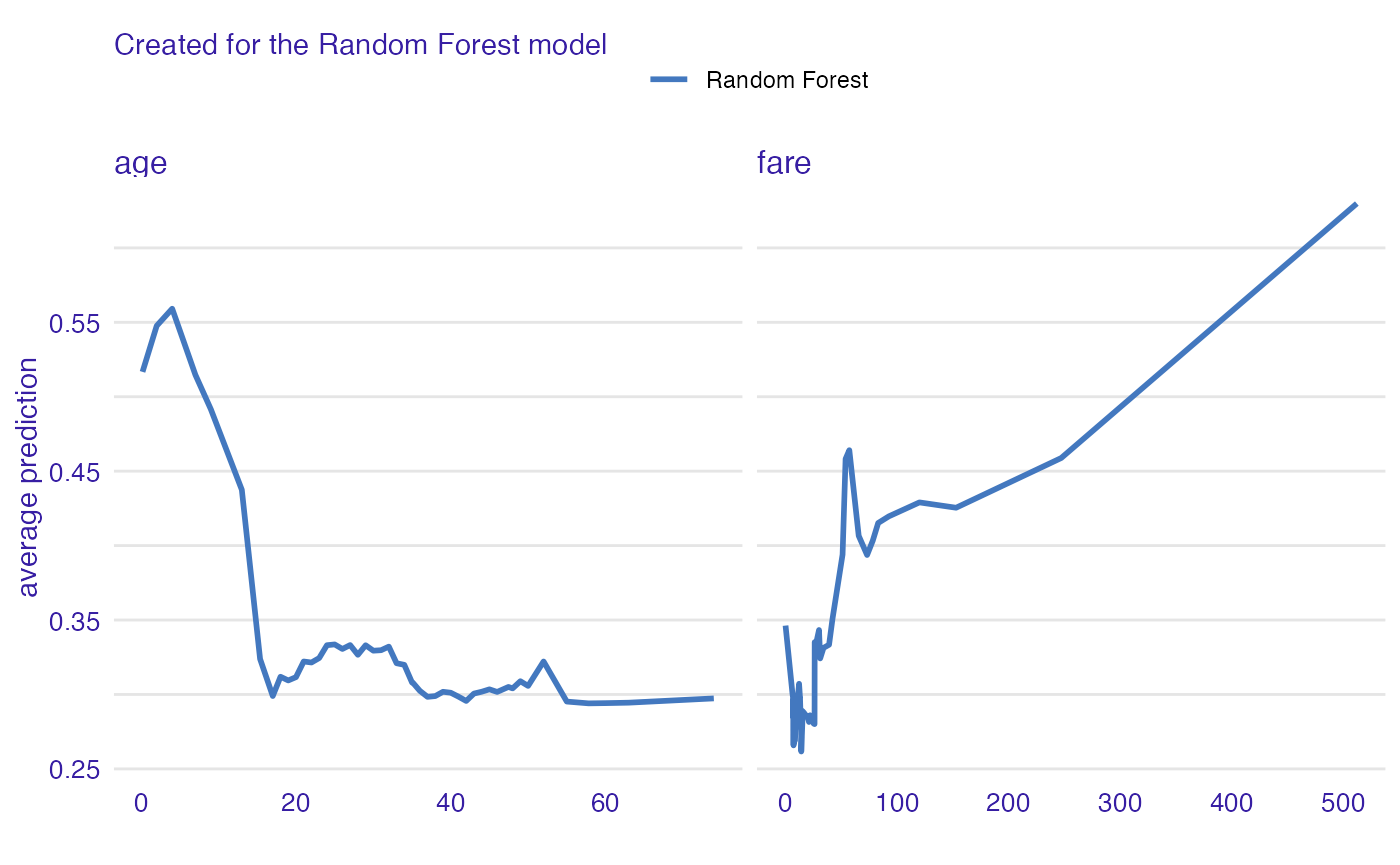 Created for the Random Forest model
Random Forest
age
fare
average prediction
0.55
0.45
0.35
0.25
0 20 40 60
0 100 200 300 400 500